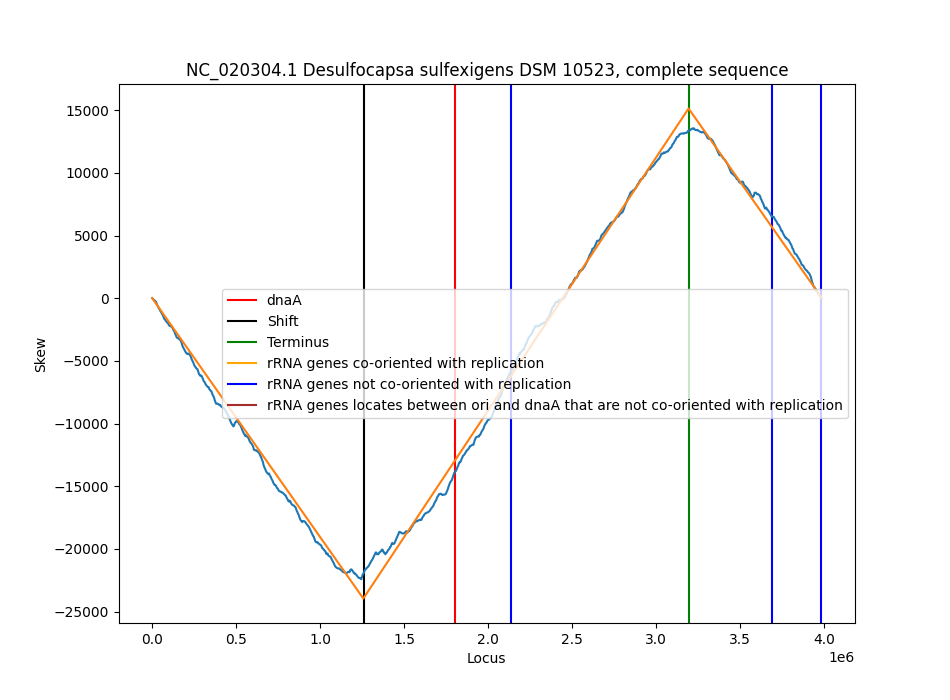 NC_020304.1 Desulfocapsa sulfexigens DSM 10523, complete sequence
15000
10000
5000
0
−5000
−10000
−15000
−20000
−25000
Skew
dnaA
Shift
Terminus
rRNA genes co-oriented with replication
rRNA genes not co-oriented with replication
rRNA genes locates between ori and dnaA that are not co-oriented with replication
0.0 0.5 1.0 1.5 2.0 2.5 3.0 3.5 4.0
1e6
Locus